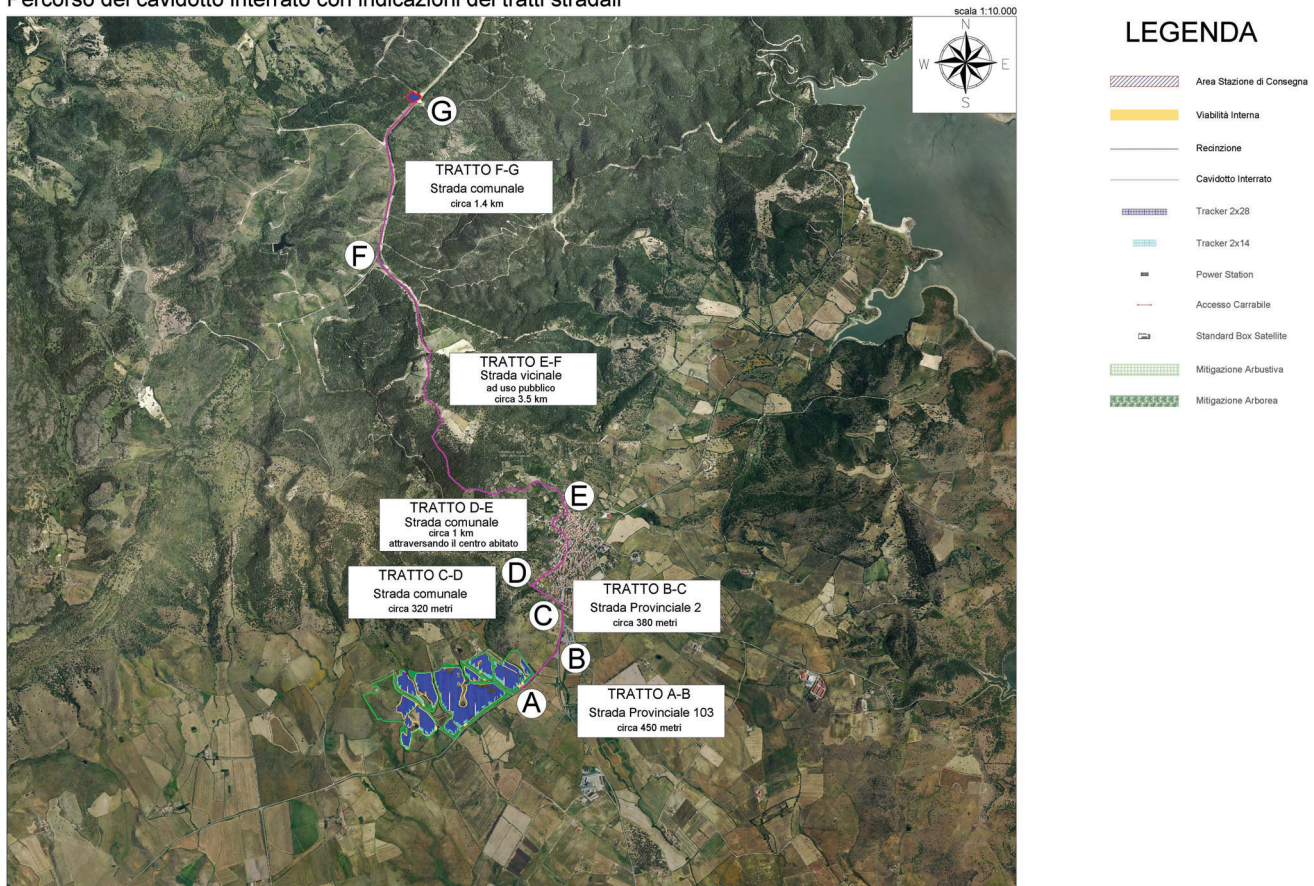 Percorso del cavidotto interrato con indicazioni dei tratti stradali
scala 1:10.000
N
W
E
S
G
TRATTO F-G
Strada comunale
circa 1.4 km
F
TRATTO E-F
Strada vicinale
ad uso pubblico
circa 3.5 km
E
TRATTO D-E
Strada comunale
circa 1 km
attraversando il centro abitato
D
TRATTO C-D
Strada comunale
circa 320 metri
TRATTO B-C
Strada Provinciale 2
circa 380 metri
C
B
A
TRATTO A-B
Strada Provinciale 103
circa 450 metri
LEGENDA
Area Stazione di Consegna
Viabilità Interna
Recinzione
Cavidotto Interrato
Tracker 2x28
Tracker 2x14
Power Station
Accesso Carrabile
Standard Box Satellite
Mitigazione Arbustiva
Mitigazione Arborea